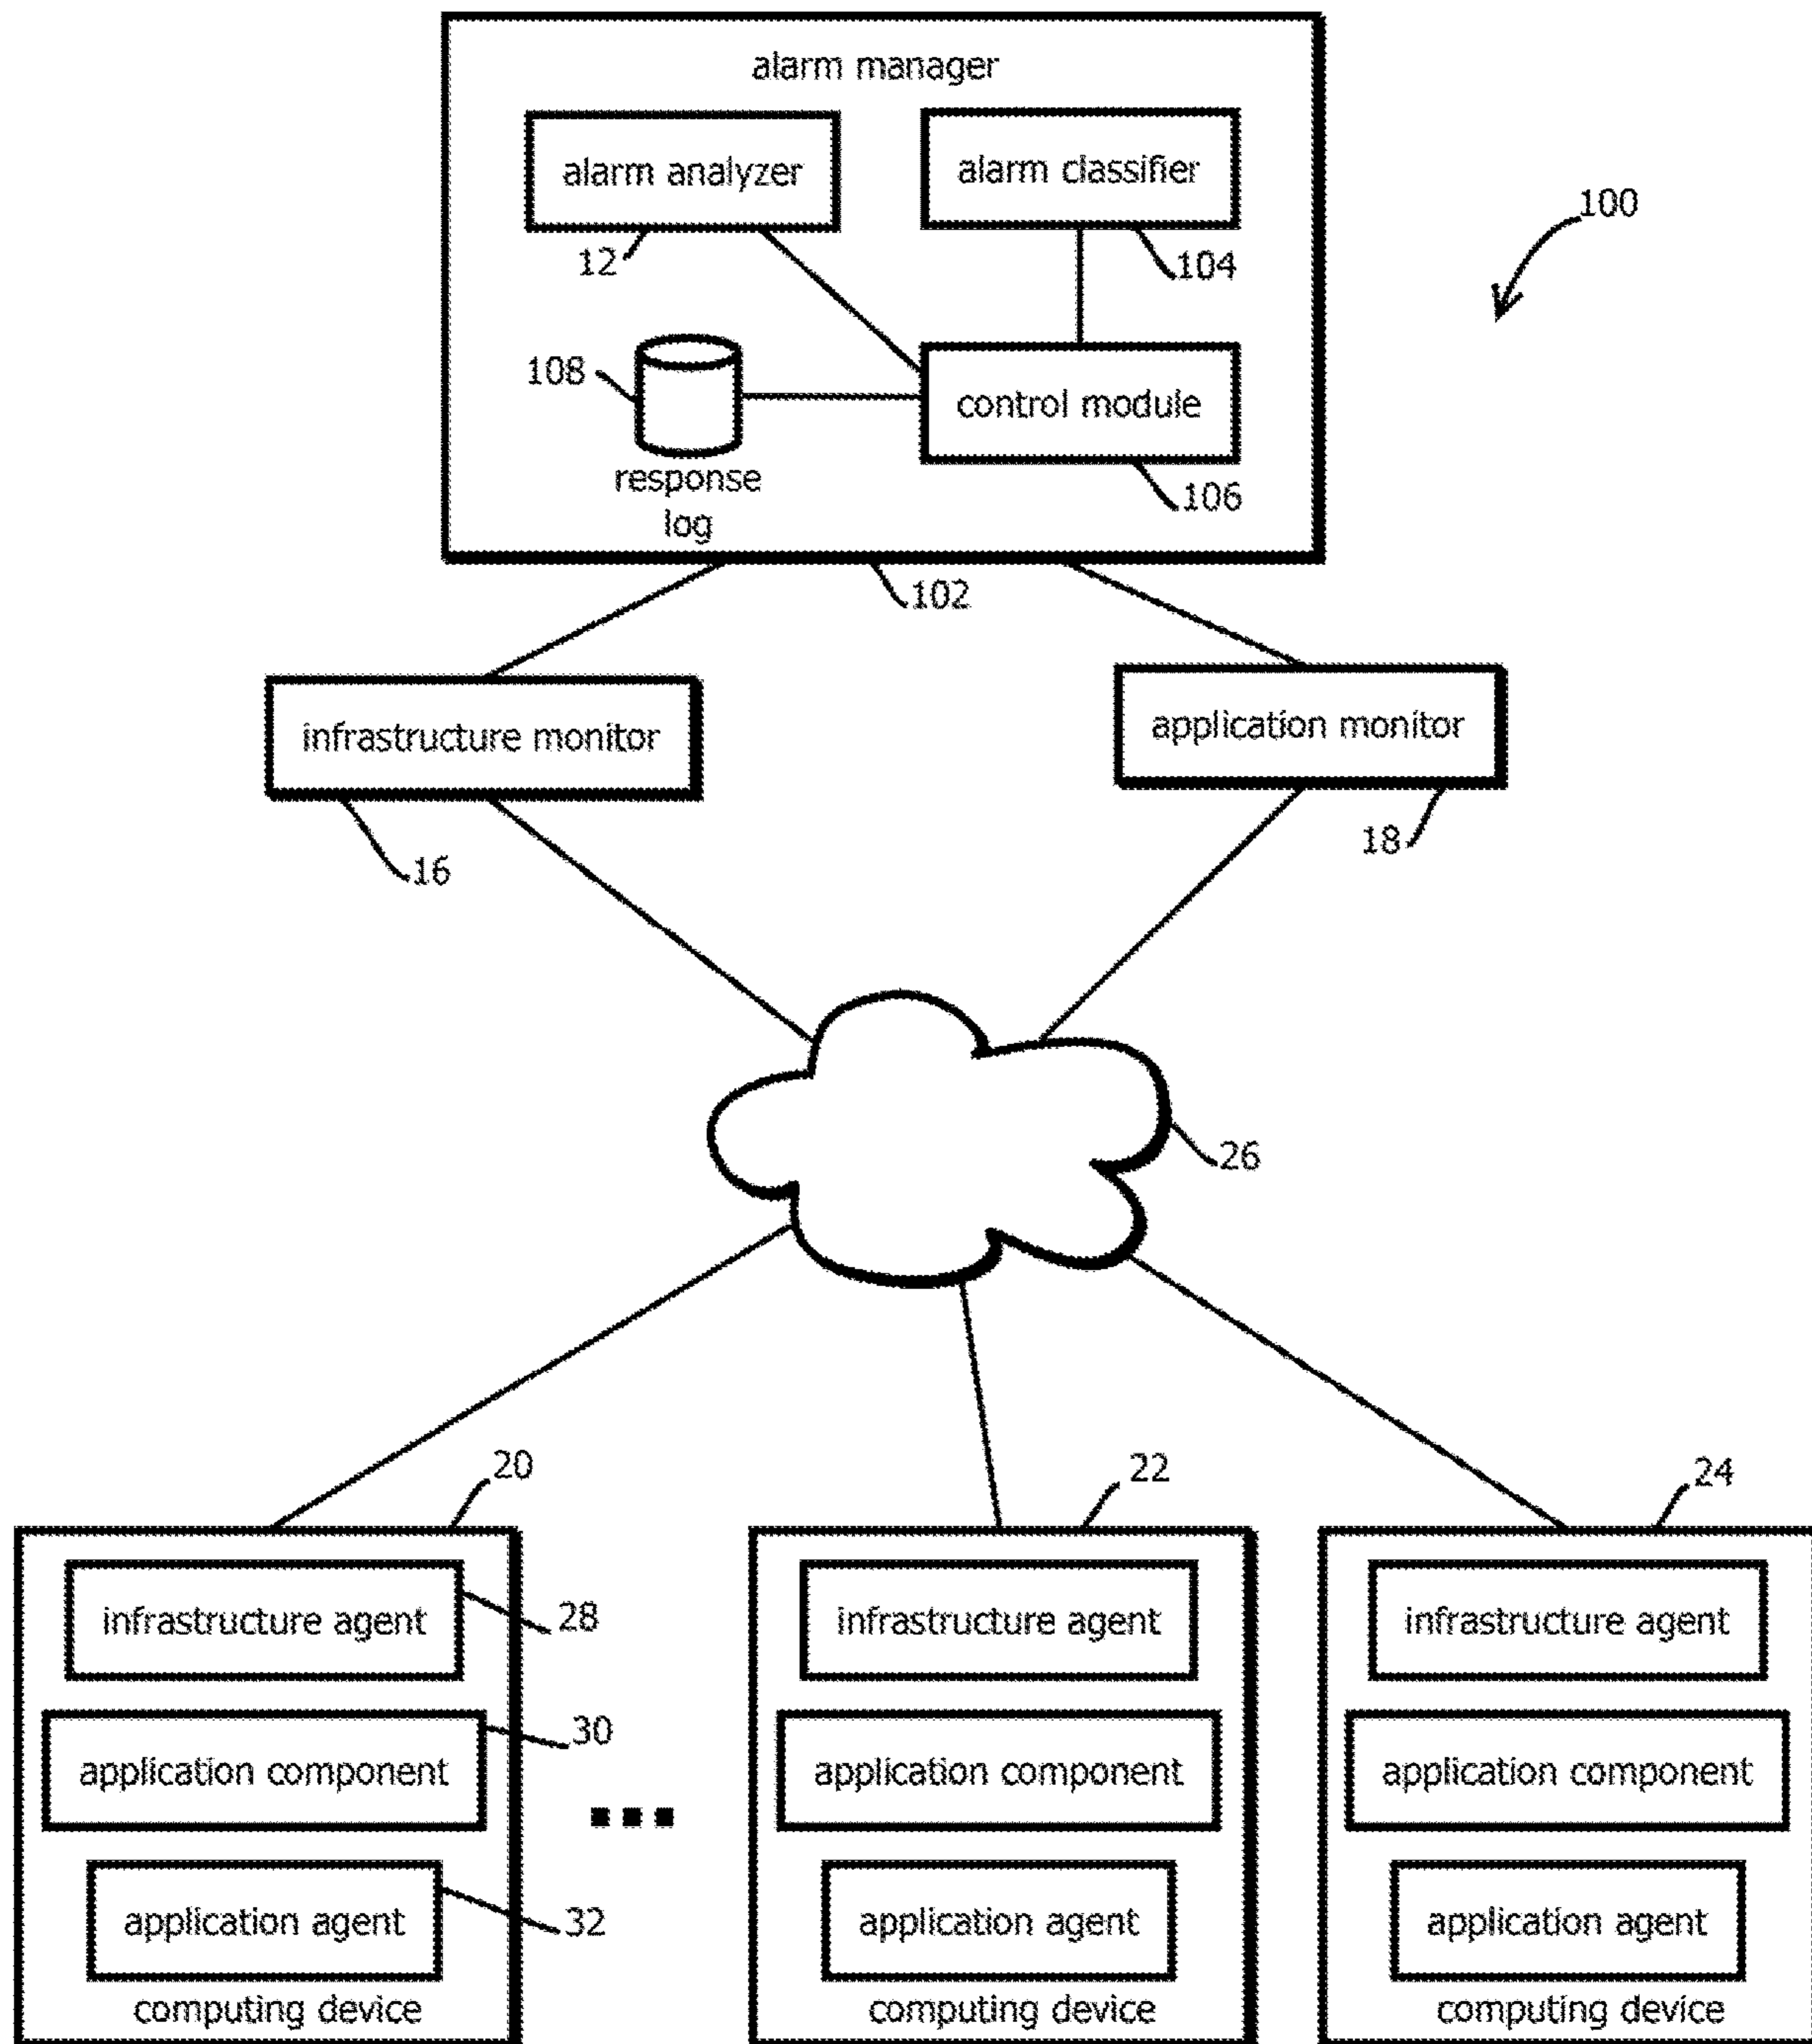 alarm manager
alarm analyzer
alarm classifier
100
12
104
108
control module
response
log
106
102
infrastructure monitor
application monitor
16
18
26
20
22
24
infrastructure agent
28
infrastructure agent
infrastructure agent
30
application component
application component
application component
application agent
32
application agent
application agent
computing device
computing device
computing device